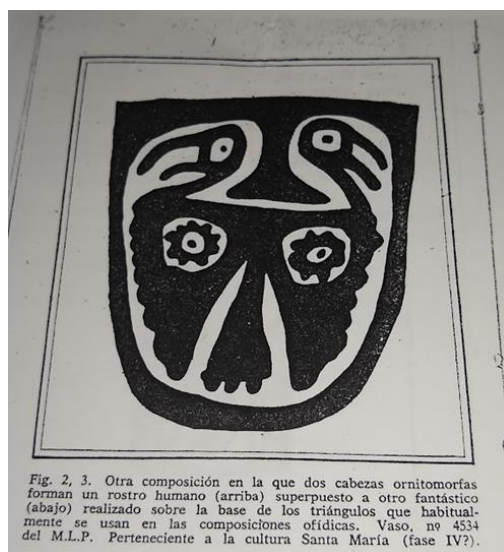 Fig. 2, 3. Otra composición en la que dos cabezas ornitomorfas
forman un rostro humano (arriba) superpuesto a otro fantástico
(abajo) realizado sobre la base de los triángulos que habitual-
mente se usan en las composiciones ofídicas. Vaso, nº 4534
del M.L.P. Perteneciente a la cultura Santa María (fase IV?).